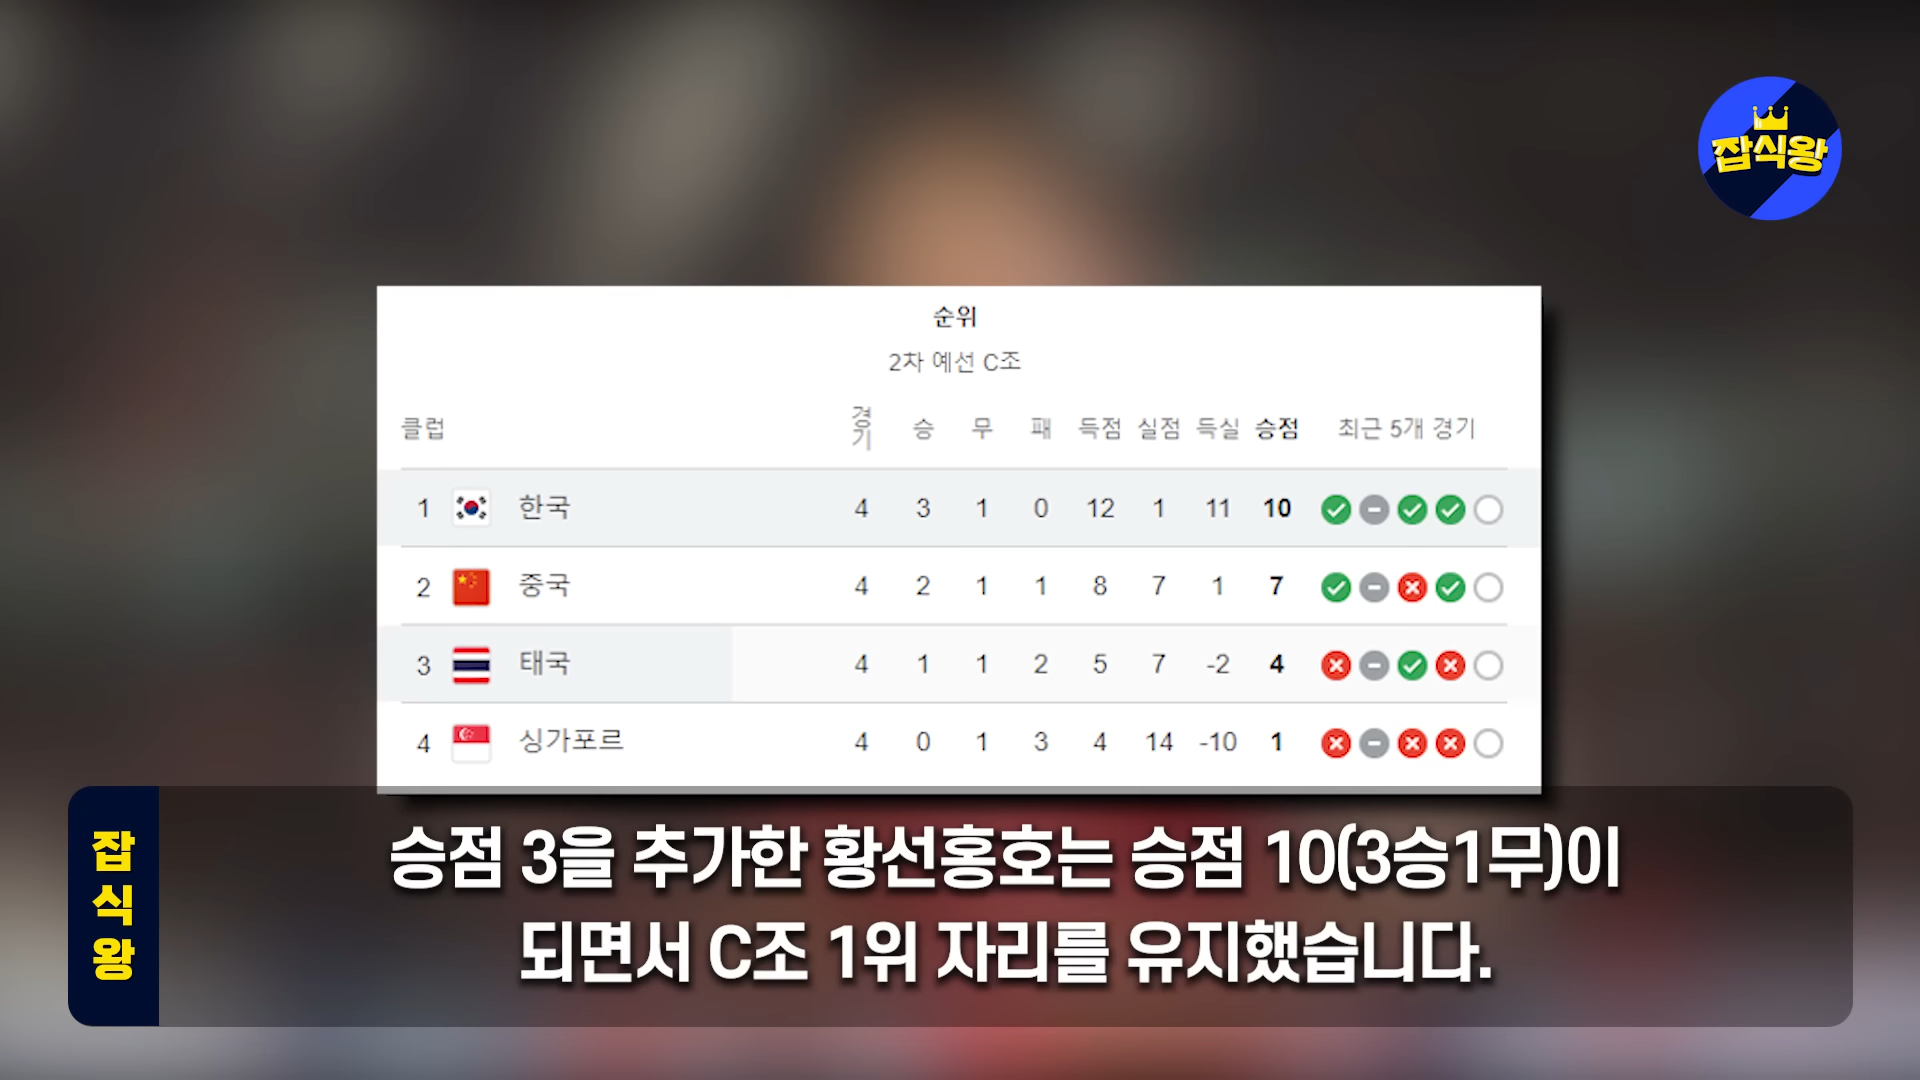 잡식왕
순위
2차 예선 C조
클럽 경기 승 무 패 득점 실점 득실 승점 최근 5개 경기
1 한국 4 3 1 0 12 1 11 10
2 중국 4 2 1 1 8 7 1 7
3 태국 4 1 1 2 5 7 -2 4
4 싱가포르 4 0 1 3 4 14 -10 1
잡식왕
승점 3을 추가한 황선홍호는 승점 10(3승1무)이
되면서 C조 1위 자리를 유지했습니다.